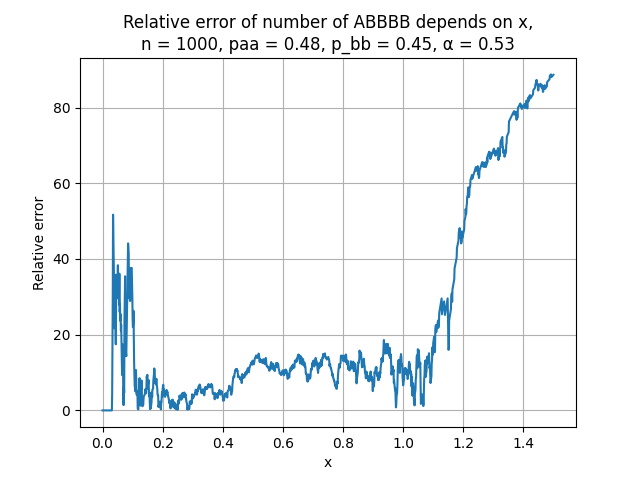 Relative error of number of ABBBB depends on x,
n = 1000, paa = 0.48, p_bb = 0.45, α = 0.53
80
60
40
20
0
Relative error
0.0 0.2 0.4 0.6 0.8 1.0 1.2 1.4
x